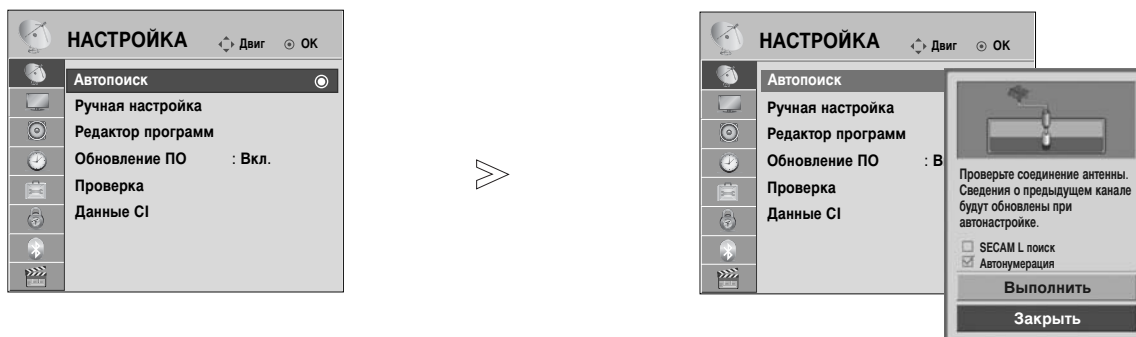 НАСТРОЙКА Двиг OK
Автопоиск
Ручная настройка
Редактор программ
Обновление ПО : Вкл.
Проверка
Данные CI
НАСТРОЙКА Двиг OK
Автопоиск
Ручная настройка
Редактор программ
Обновление ПО : В
Проверка
Данные CI
Проверьте соединение антенны.
Сведения о предыдущем канале
будут обновлены при
автонастройке.
SECAM L поиск
Автонумерация
Выполнить
Закрыть